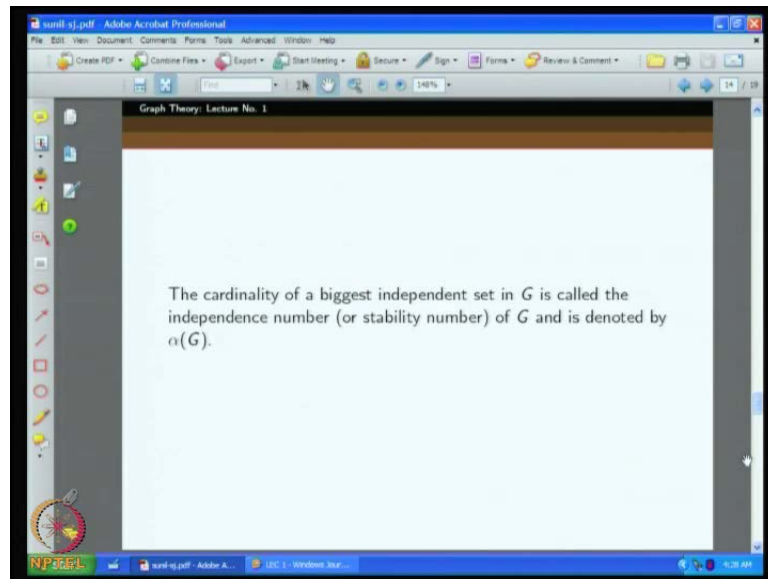 sunil-sj.pdf - Adobe Acrobat Professional
File Edit View Document Comments Forms Tools Advanced Window Help
Create PDF Combine Files Export Start Meeting Secure Sign Forms Review & Comment
Find 148% 14 / 19
Graph Theory: Lecture No. 1
The cardinality of a biggest independent set in G is called the
independence number (or stability number) of G and is denoted by
α(G).
NPTEL sunil-sj.pdf - Adobe A... LEC 1 - Windows Jour... 4:28 AM